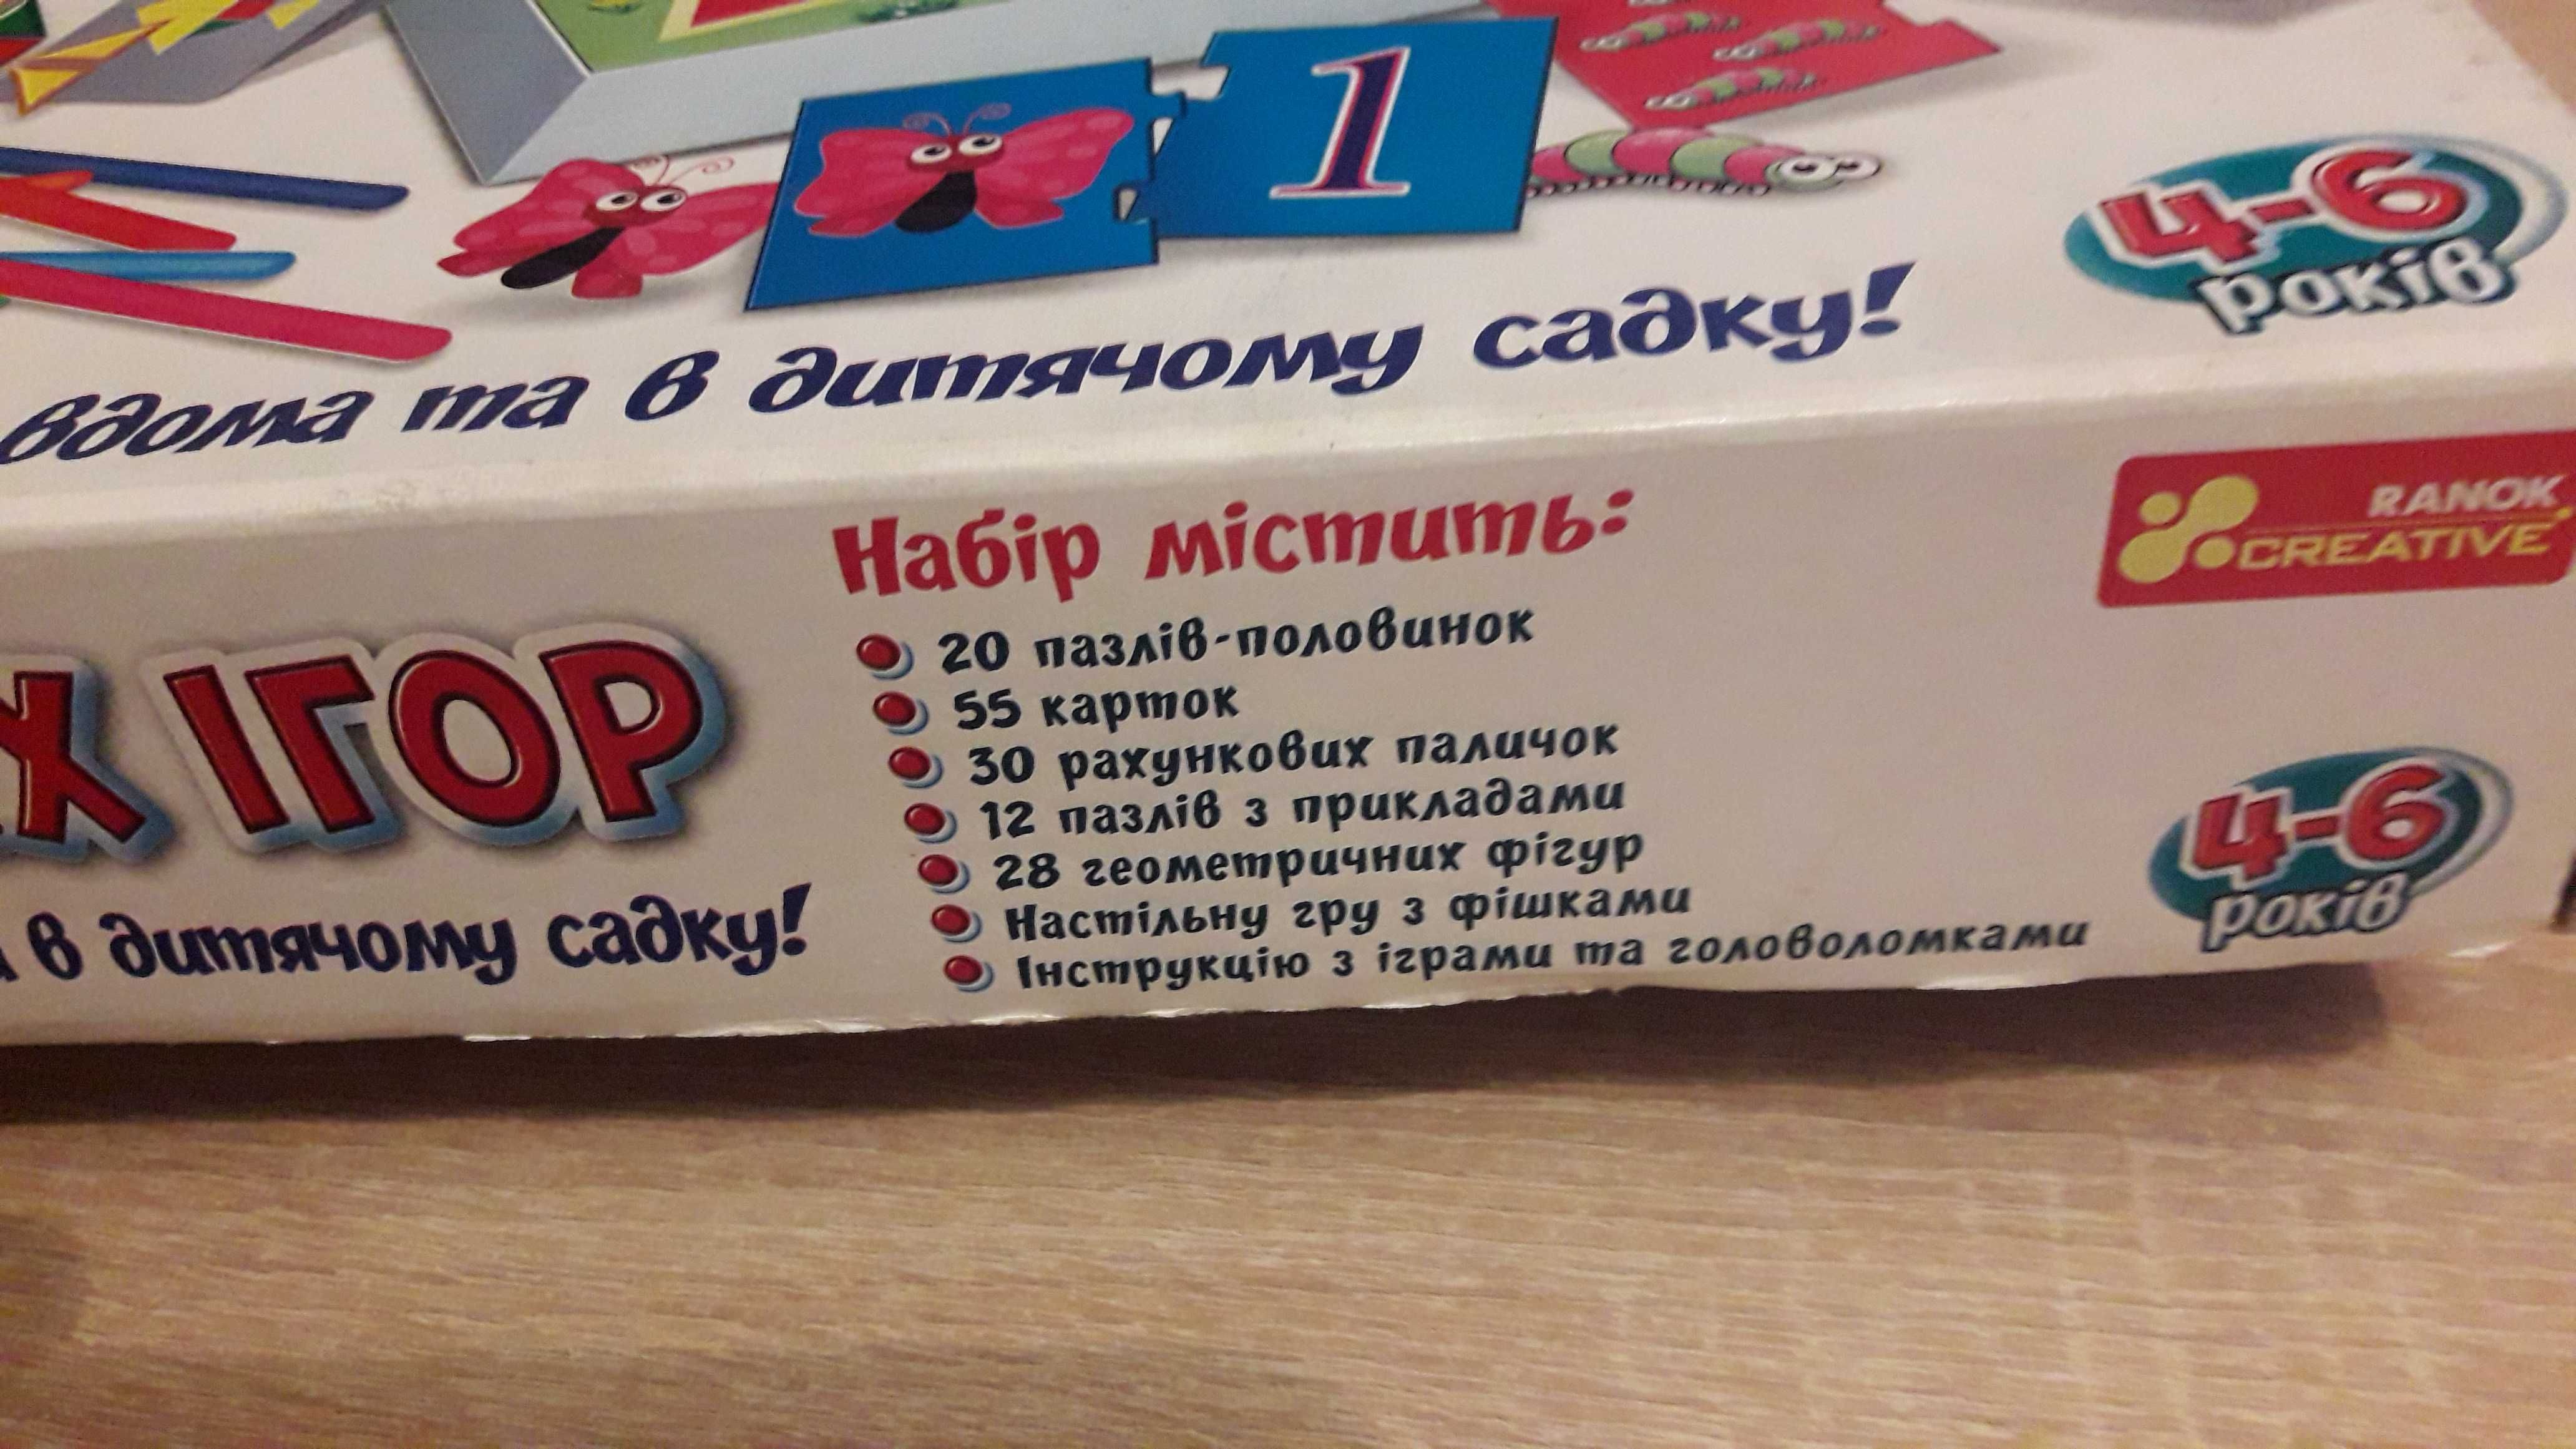 1
4-6
років
вдома та в дитячому садку!
RANOK
CREATIVE
Х ІГОР
в дитячому садку!
Набір містить:
20 пазлів-половинок
55 карток
30 рахункових паличок
12 пазлів з прикладами
28 геометричних фігур
Настільну гру з фішками
Інструкцію з іграми та головоломками
4-6
років